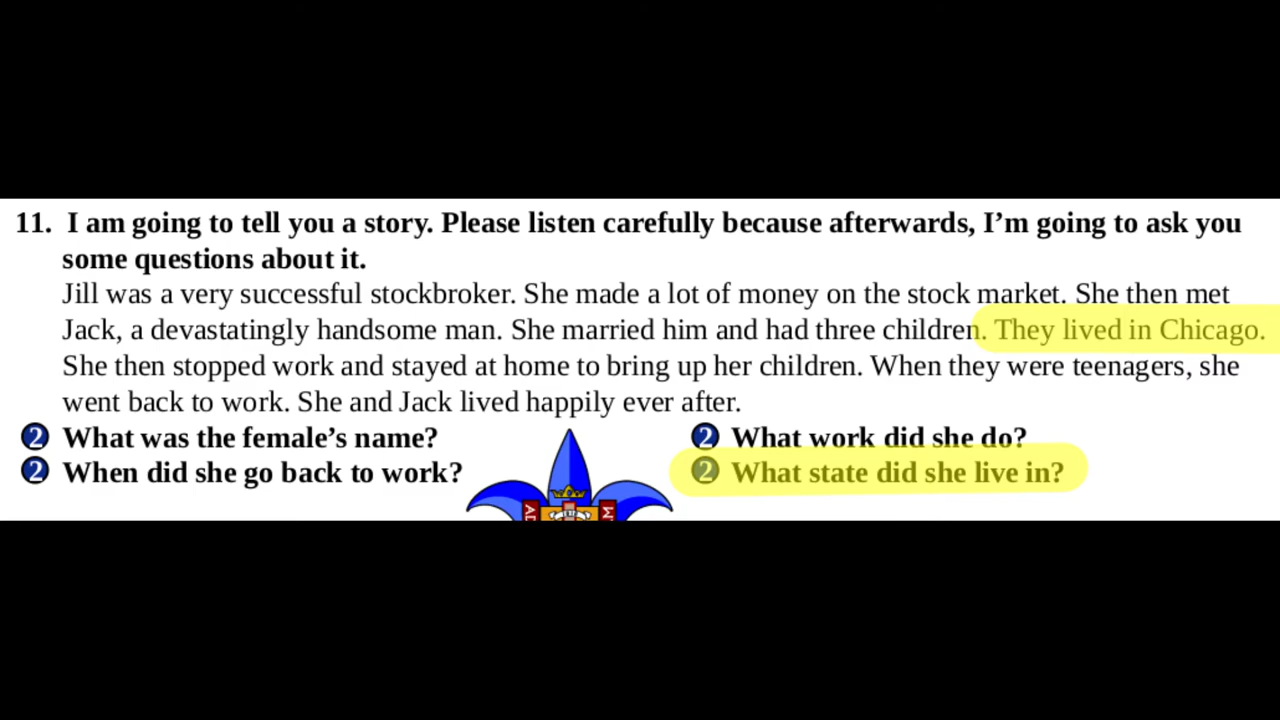 11. I am going to tell you a story. Please listen carefully because afterwards, I’m going to ask you
some questions about it.
Jill was a very successful stockbroker. She made a lot of money on the stock market. She then met
Jack, a devastatingly handsome man. She married him and had three children. They lived in Chicago.
She then stopped work and stayed at home to bring up her children. When they were teenagers, she
went back to work. She and Jack lived happily ever after.
2 What was the female’s name? 2 What work did she do?
2 When did she go back to work? 2 What state did she live in?